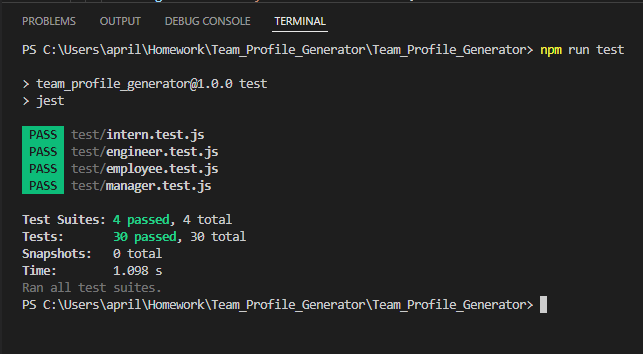 PROBLEMS OUTPUT DEBUG CONSOLE TERMINAL
PS C:\Users\april\Homework\Team_Profile_Generator\Team_Profile_Generator> npm run test
> team_profile_generator@1.0.0 test
> jest
PASS test/intern.test.js
PASS test/engineer.test.js
PASS test/employee.test.js
PASS test/manager.test.js
Test Suites: 4 passed, 4 total
Tests: 30 passed, 30 total
Snapshots: 0 total
Time: 1.098 s
Ran all test suites.
PS C:\Users\april\Homework\Team_Profile_Generator\Team_Profile_Generator>